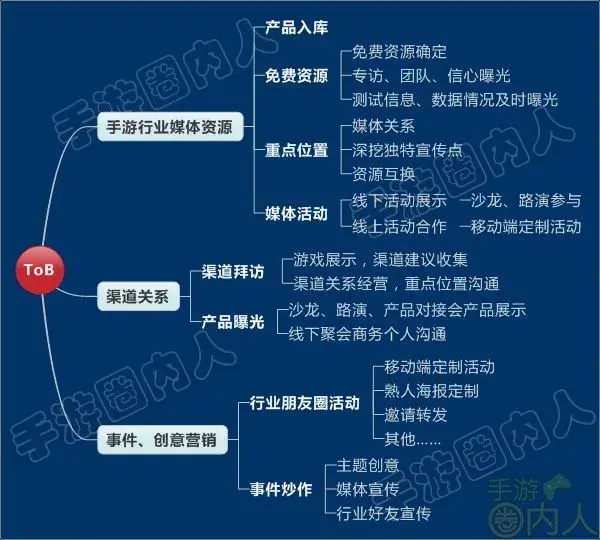 ToB
手游行业媒体资源
产品入库
免费资源
免费资源确定
专访、团队、信心曝光
测试信息、数据情况及时曝光
重点位置
媒体关系
深挖独特宣传点
资源互换
媒体活动
线下活动展示
沙龙、路演参与
线上活动合作
移动端定制活动
渠道关系
渠道拜访
游戏展示，渠道建议收集
渠道关系经营，重点位置沟通
产品曝光
沙龙、路演、产品对接会产品展示
线下聚会商务个人沟通
事件、创意营销
行业朋友圈活动
移动端定制活动
熟人海报定制
邀请转发
其他……
事件炒作
主题创意
媒体宣传
行业好友宣传
手游圈内人
手游圈内人
手游圈内人
手游圈内人
手游
圈内人